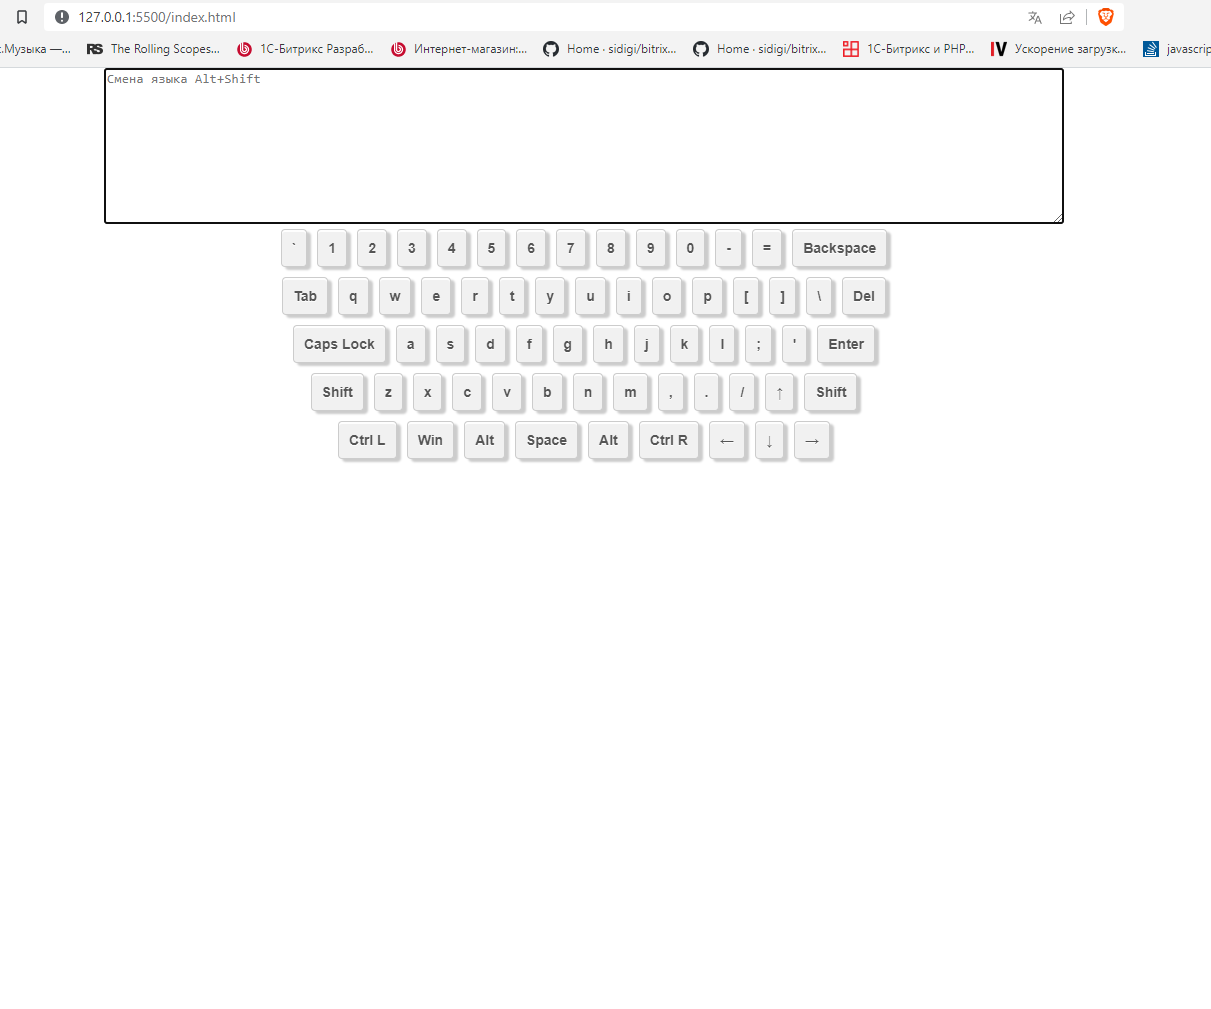 127.0.0.1:5500/index.html
с.Музыка —... RS The Rolling Scopes... 1С-Битрикс Разраб... Интернет-магазин:... Home · sidigi/bitrix... Home · sidigi/bitrix... 1С-Битрикс и PHP... IV Ускорение загрузк... javascrip
Смена языка Alt+Shift
` 1 2 3 4 5 6 7 8 9 0 - = Backspace
Tab q w e r t y u i o p [ ] \ Del
Caps Lock a s d f g h j k l ; ' Enter
Shift z x c v b n m , . / ↑ Shift
Ctrl L Win Alt Space Alt Ctrl R ← ↓ →